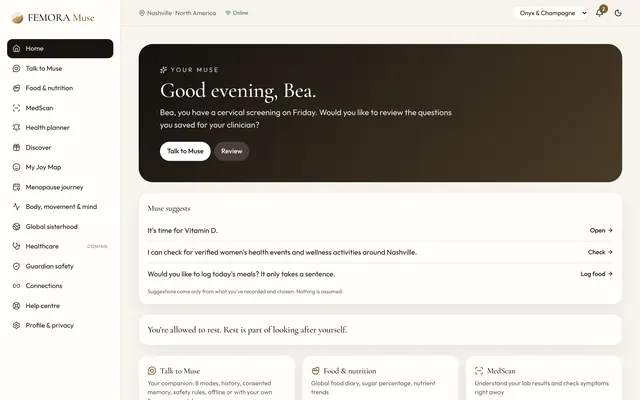 FEMORA Muse
Nashville · North America
Online
Onyx & Champagne
2
Home
Talk to Muse
Food & nutrition
MedScan
Health planner
Discover
My Joy Map
Menopause journey
Body, movement & mind
Global sisterhood
Healthcare COMING
Guardian safety
Connections
Help centre
Profile & privacy
YOUR MUSE
Good evening, Bea.
Bea, you have a cervical screening on Friday. Would you like to review the questions
you saved for your clinician?
Talk to Muse
Review
Muse suggests
It's time for Vitamin D.
Open →
I can check for verified women's health events and wellness activities around Nashville.
Check →
Would you like to log today's meals? It only takes a sentence.
Log food →
Suggestions come only from what you've recorded and chosen. Nothing is assumed.
You're allowed to rest. Rest is part of looking after yourself.
Talk to Muse
Your companion: 8 modes, history, consented
memory, safety rules, offline or with your own
Food & nutrition
Global food diary, sugar percentage, nutrient
trends
MedScan
Understand your lab results and check symptoms
right away